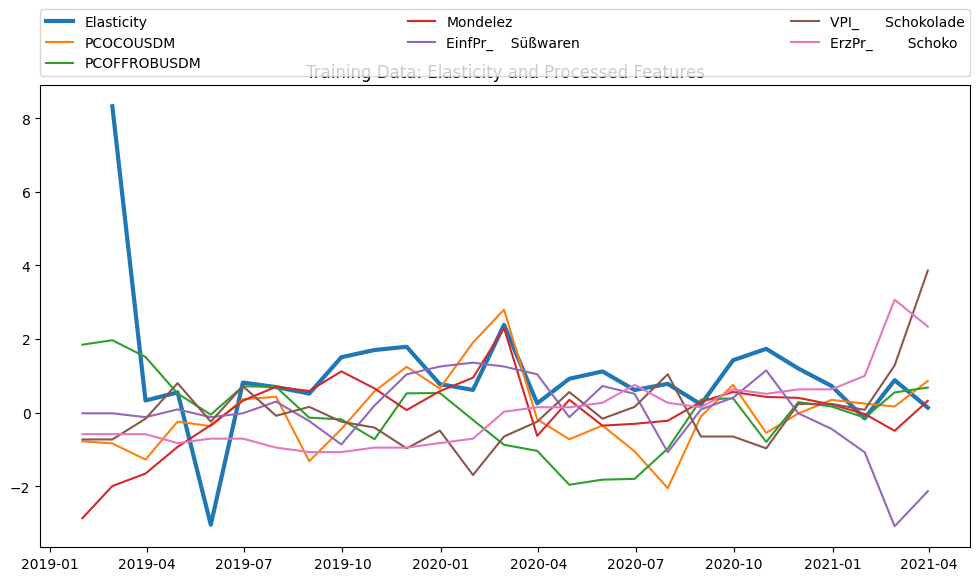 Elasticity
PCOCOUSDM
PCOFFROBUSDM
Mondelez
EinfPr_    Süßwaren
VPI_      Schokolade
ErzPr_        Schoko
Training Data: Elasticity and Processed Features
8
6
4
2
0
−2
2019-01 2019-04 2019-07 2019-10 2020-01 2020-04 2020-07 2020-10 2021-01 2021-04